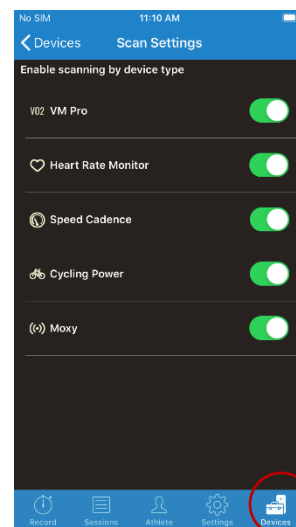 No SIM 11:10 AM
Devices Scan Settings
Enable scanning by device type
VO2 VM Pro
Heart Rate Monitor
Speed Cadence
Cycling Power
Moxy
Record Sessions Athlete Settings Devices